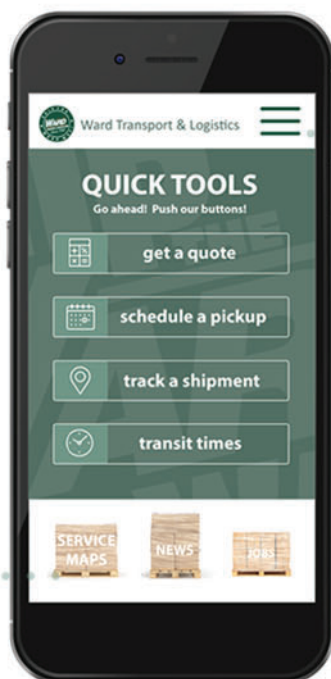 WARD
Ward Transport & Logistics
QUICK TOOLS
Go ahead! Push our buttons!
get a quote
schedule a pickup
track a shipment
transit times
SERVICE
MAPS
NEWS
JOBS